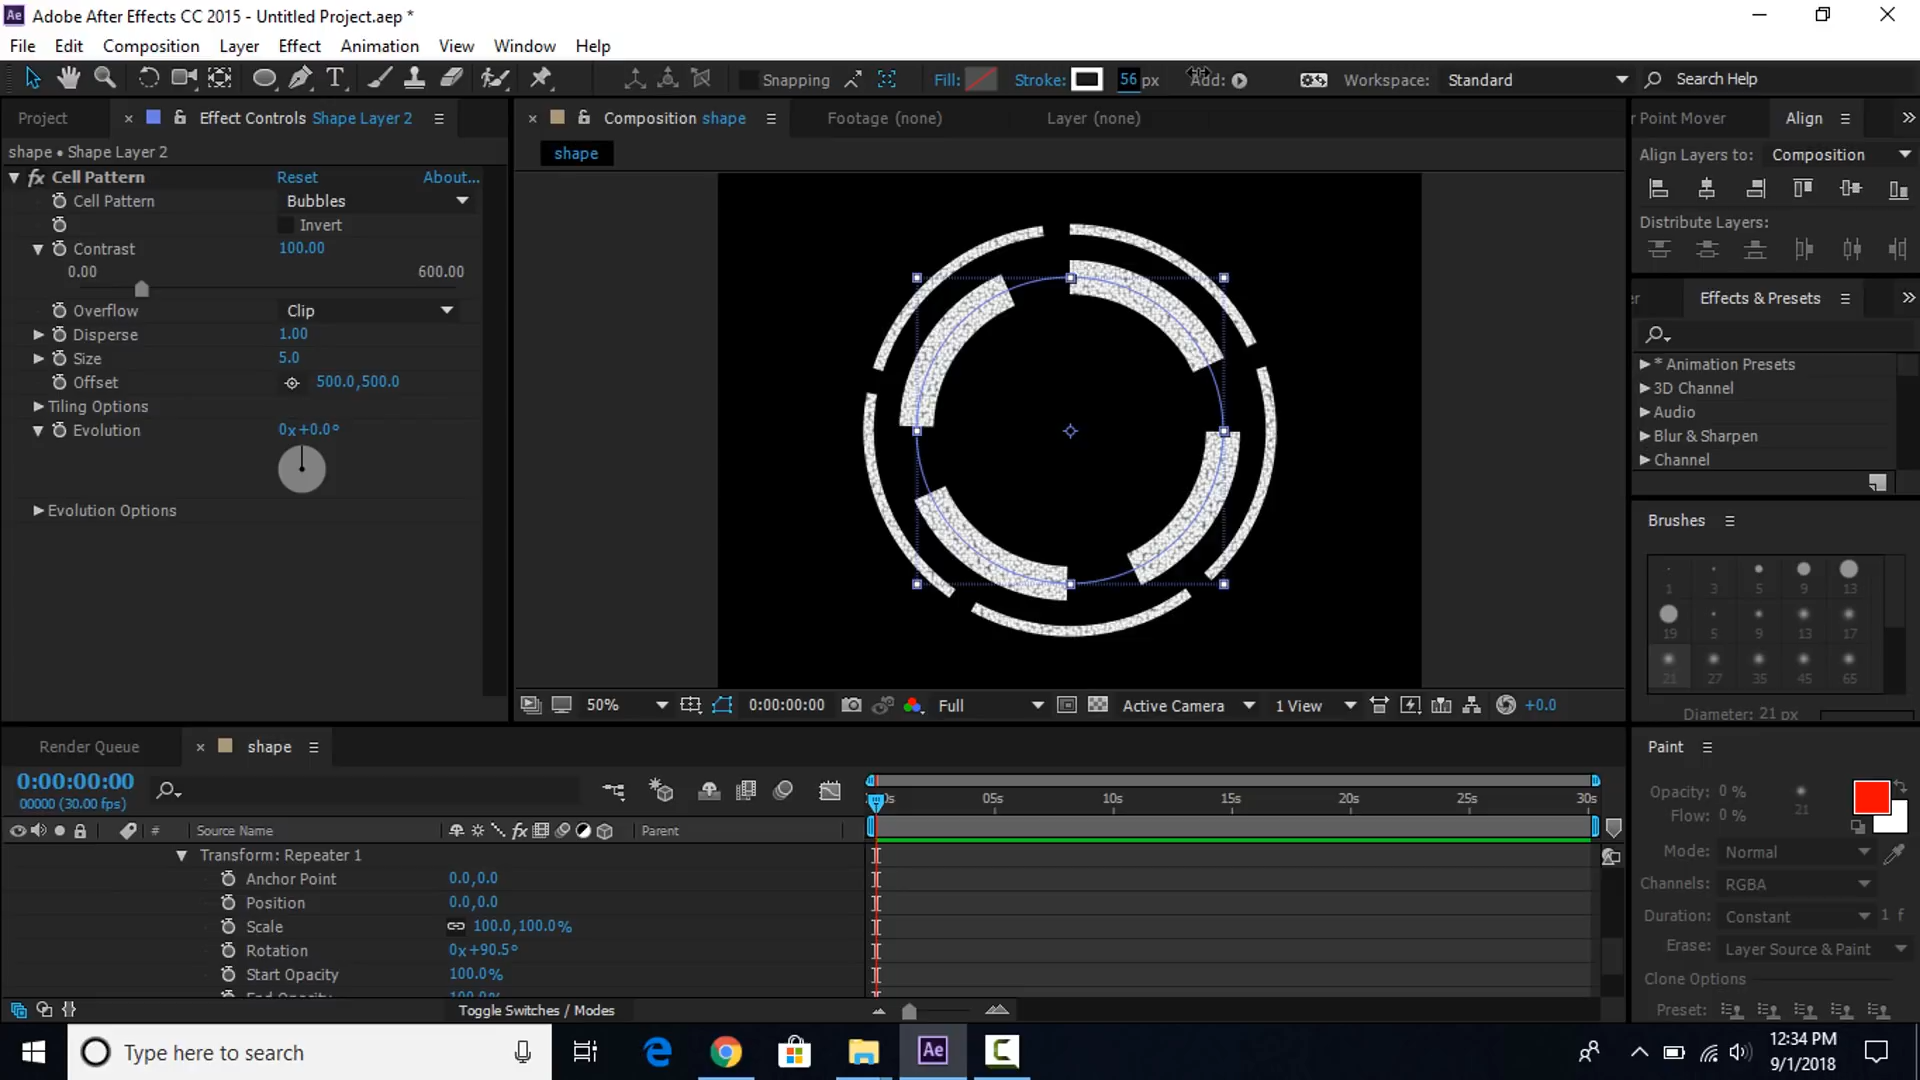 Ae Adobe After Effects CC 2015 - Untitled Project.aep *
File Edit Composition Layer Effect Animation View Window Help
Snapping Fill: Stroke: 56 px Add: Workspace: Standard Search Help
Project × Effect Controls Shape Layer 2
shape • Shape Layer 2
fx Cell Pattern Reset About...
Cell Pattern Bubbles
Invert
Contrast 100.00
0.00 600.00
Overflow Clip
Disperse 1.00
Size 5.0
Offset 500.0,500.0
Tiling Options
Evolution 0x+0.0°
Evolution Options
× Composition shape Footage (none) Layer (none)
shape
50% 0:00:00:00 Full Active Camera 1 View +0.0
r Point Mover Align
Align Layers to: Composition
Distribute Layers:
Effects & Presets
* Animation Presets
3D Channel
Audio
Blur & Sharpen
Channel
Brushes
1 3 5 9 13
19 5 9 13 17
21 27 35 45 65
Diameter: 21 px
Render Queue × shape
0:00:00:00
00000 (30.00 fps)
05s 10s 15s 20s 25s 30s
# Source Name fx Parent
Transform: Repeater 1
Anchor Point 0.0,0.0
Position 0.0,0.0
Scale 100.0,100.0%
Rotation 0x+90.5°
Start Opacity 100.0%
End Opacity 100.0%
Toggle Switches / Modes
Paint
Opacity: 0 %
Flow: 0 %
21
Mode: Normal
Channels: RGBA
Duration: Constant 1 f
Erase: Layer Source & Paint
Clone Options
Preset:
Type here to search
Ae
12:34 PM
9/1/2018